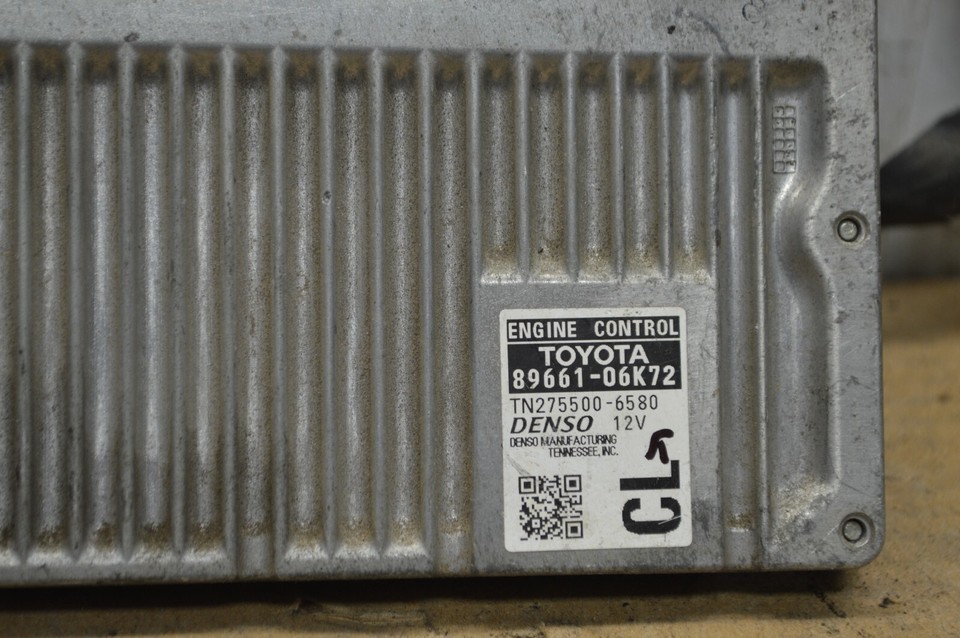 ENGINE CONTROL
TOYOTA
89661-06K72
TN275500-6580
DENSO 12V
DENSO MANUFACTURING
TENNESSEE, INC.
CL